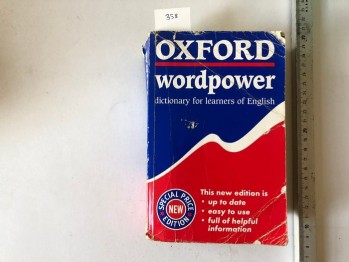 358
OXFORD
wordpower
dictionary for learners of English
This new edition is
• up to date
• easy to use
• full of helpful
information
SPECIAL PRICE
NEW
EDITION